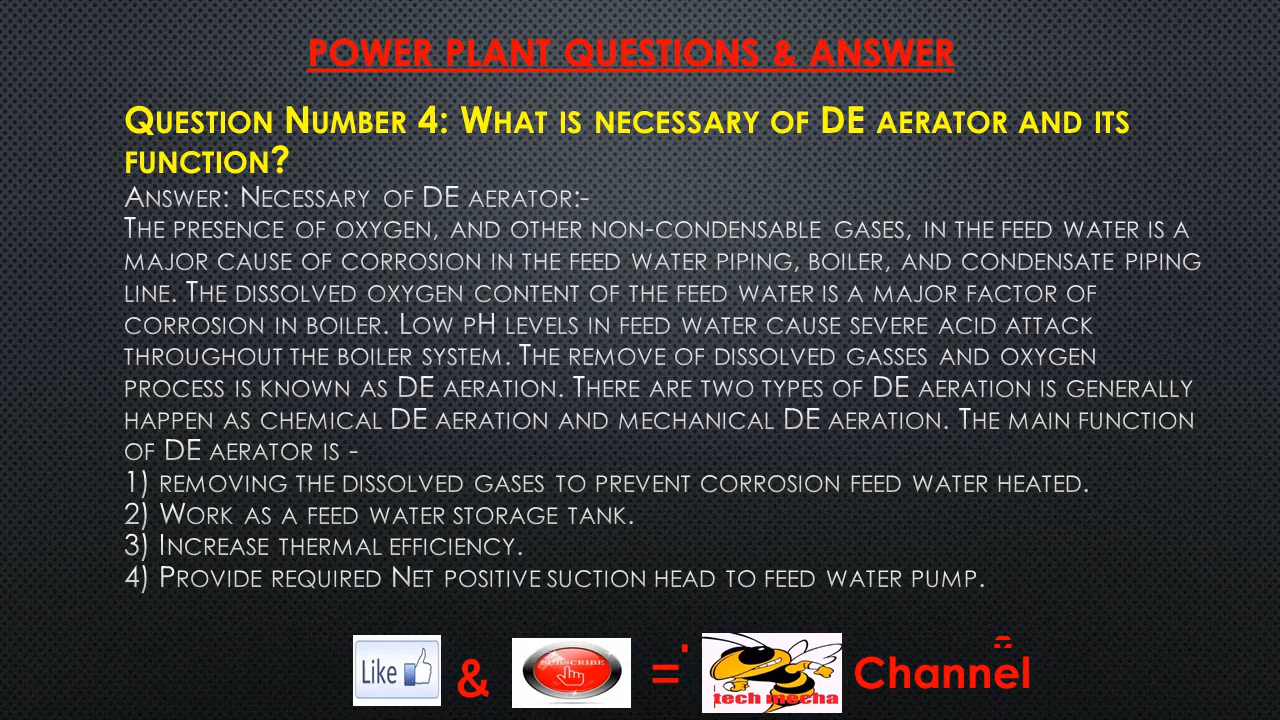 POWER PLANT QUESTIONS & ANSWER
QUESTION NUMBER 4: WHAT IS NECESSARY OF DE AERATOR AND ITS
FUNCTION?
ANSWER: NECESSARY OF DE AERATOR:-
THE PRESENCE OF OXYGEN, AND OTHER NON-CONDENSABLE GASES, IN THE FEED WATER IS A
MAJOR CAUSE OF CORROSION IN THE FEED WATER PIPING, BOILER, AND CONDENSATE PIPING
LINE. THE DISSOLVED OXYGEN CONTENT OF THE FEED WATER IS A MAJOR FACTOR OF
CORROSION IN BOILER. LOW PH LEVELS IN FEED WATER CAUSE SEVERE ACID ATTACK
THROUGHOUT THE BOILER SYSTEM. THE REMOVE OF DISSOLVED GASSES AND OXYGEN
PROCESS IS KNOWN AS DE AERATION. THERE ARE TWO TYPES OF DE AERATION IS GENERALLY
HAPPEN AS CHEMICAL DE AERATION AND MECHANICAL DE AERATION. THE MAIN FUNCTION
OF DE AERATOR IS -
1) REMOVING THE DISSOLVED GASES TO PREVENT CORROSION FEED WATER HEATED.
2) WORK AS A FEED WATER STORAGE TANK.
3) INCREASE THERMAL EFFICIENCY.
4) PROVIDE REQUIRED NET POSITIVE SUCTION HEAD TO FEED WATER PUMP.
Like & SUBSCRIBE = tech mecha Channel